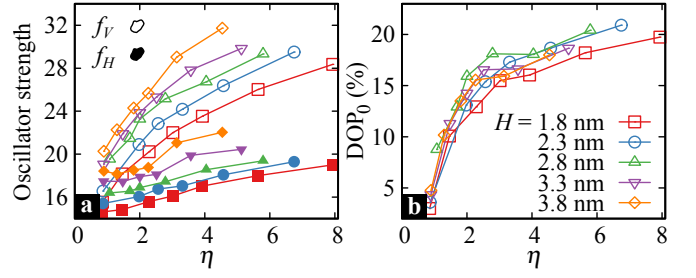 Oscillator strength
32
28
24
20
16
f_V
f_H
a
0 2 4 6 8
η
DOP_0 (%)
20
15
10
5
H = 1.8 nm
2.3 nm
2.8 nm
3.3 nm
3.8 nm
b
0 2 4 6 8
η